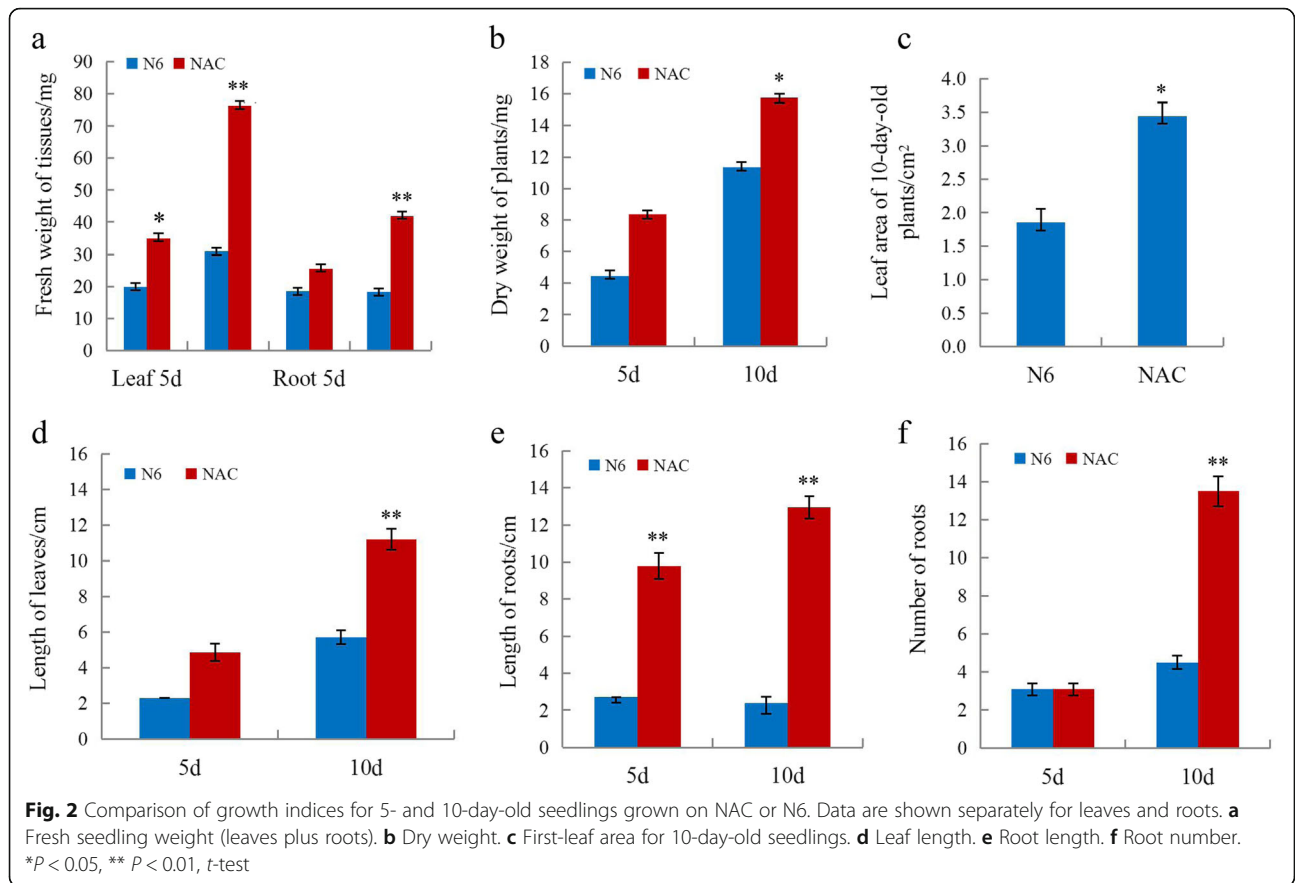 a
N6 NAC
Fresh weight of tissues/mg
90
80
70
60
50
40
30
20
10
0
*
**
**
Leaf 5d Root 5d
b
N6 NAC
Dry weight of plants/mg
18
16
14
12
10
8
6
4
2
0
*
5d 10d
c
Leaf area of 10-day-old
plants/cm²
4.0
3.5
3.0
2.5
2.0
1.5
1.0
0.5
0.0
*
N6 NAC
d
N6 NAC
Length of leaves/cm
16
14
12
10
8
6
4
2
0
**
5d 10d
e
N6 NAC
Length of roots/cm
16
14
12
10
8
6
4
2
0
**
**
5d 10d
f
N6 NAC
Number of roots
16
14
12
10
8
6
4
2
0
**
5d 10d
Fig. 2 Comparison of growth indices for 5- and 10-day-old seedlings grown on NAC or N6. Data are shown separately for leaves and roots. a
Fresh seedling weight (leaves plus roots). b Dry weight. c First-leaf area for 10-day-old seedlings. d Leaf length. e Root length. f Root number.
*P < 0.05, ** P < 0.01, t-test